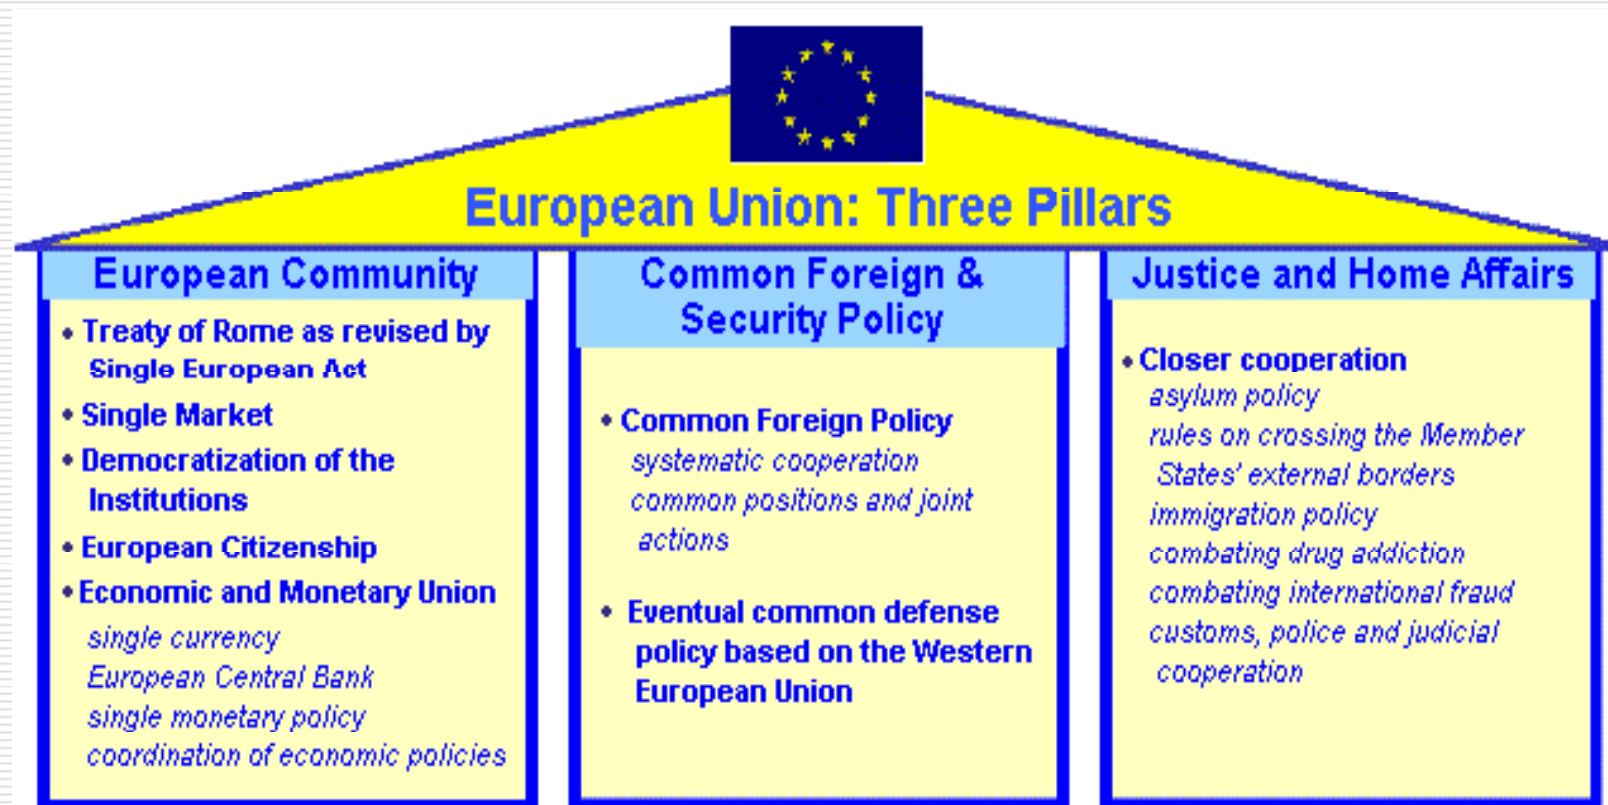 European Union: Three Pillars
European Community
• Treaty of Rome as revised by
Single European Act
• Single Market
• Democratization of the
Institutions
• European Citizenship
• Economic and Monetary Union
single currency
European Central Bank
single monetary policy
coordination of economic policies
Common Foreign &
Security Policy
• Common Foreign Policy
systematic cooperation
common positions and joint
actions
• Eventual common defense
policy based on the Western
European Union
Justice and Home Affairs
• Closer cooperation
asylum policy
rules on crossing the Member
States' external borders
immigration policy
combating drug addiction
combating international fraud
customs, police and judicial
cooperation